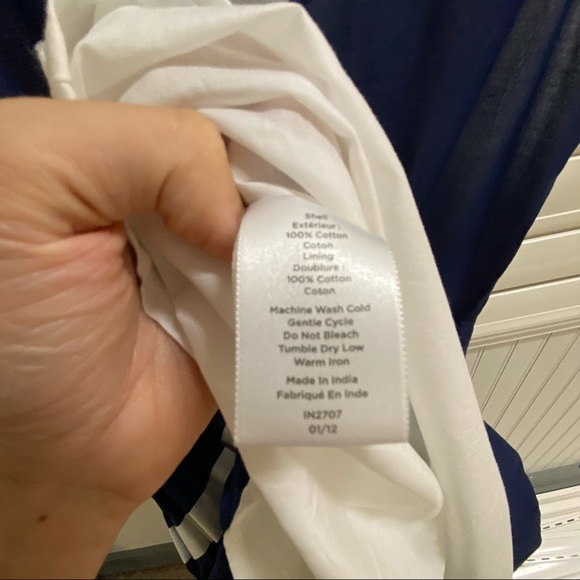 Shell
Extérieur :
100% Cotton
Coton
Lining
Doublure :
100% Cotton
Coton
Machine Wash Cold
Gentle Cycle
Do Not Bleach
Tumble Dry Low
Warm Iron
Made In India
Fabriqué En Inde
IN2707
01/12